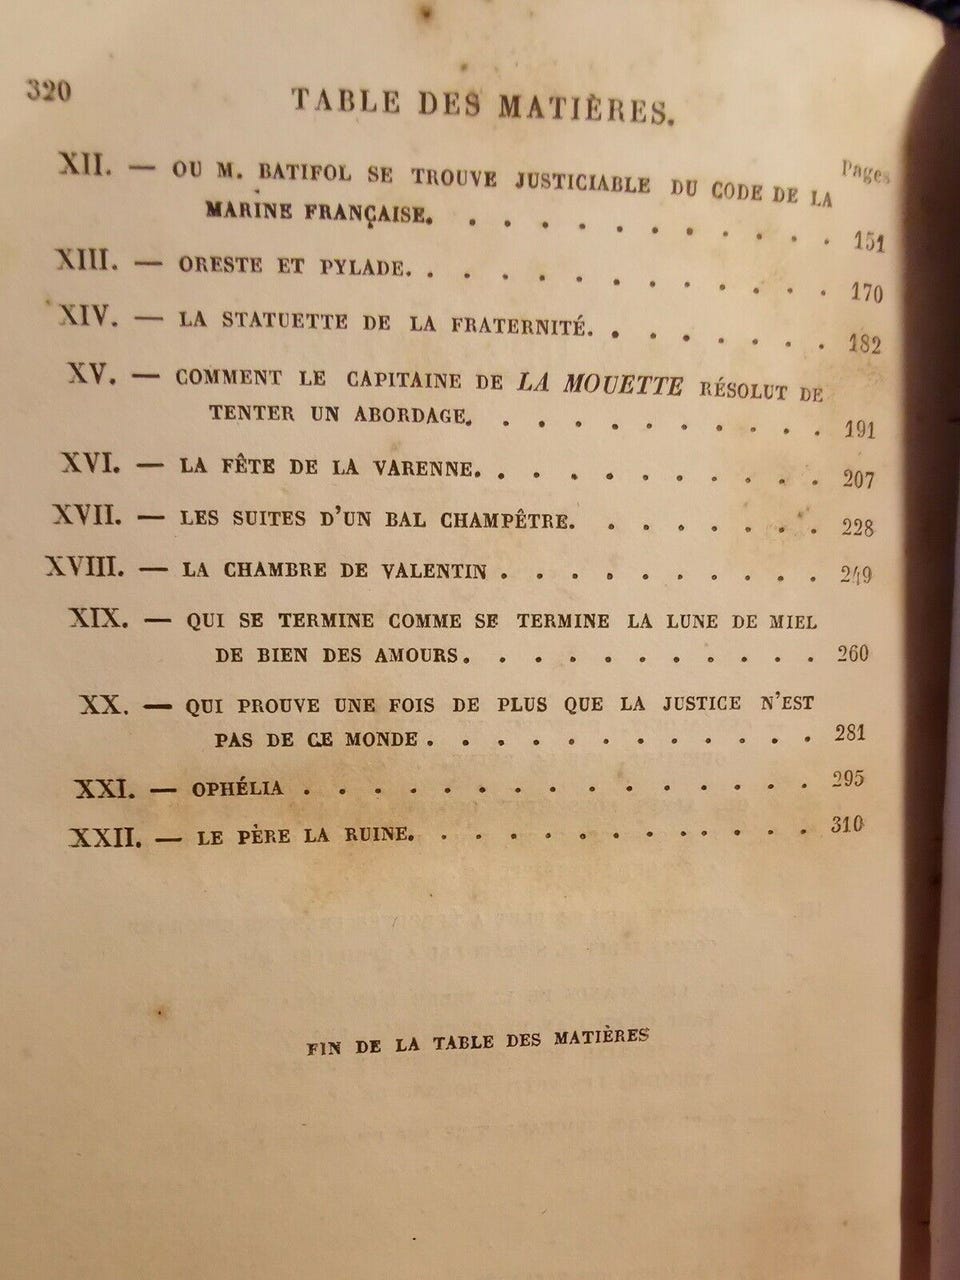 320
TABLE DES MATIÈRES.
Pages
XII. — OU M. BATIFOL SE TROUVE JUSTICIABLE DU CODE DE LA
MARINE FRANÇAISE. . . . . . . . . . . . 151
XIII. — ORESTE ET PYLADE. . . . . . . . . . . . . 170
XIV. — LA STATUETTE DE LA FRATERNITÉ. . . . . . . . 182
XV. — COMMENT LE CAPITAINE DE LA MOUETTE RÉSOLUT DE
TENTER UN ABORDAGE. . . . . . . . . . . 191
XVI. — LA FÊTE DE LA VARENNE. . . . . . . . . . . 207
XVII. — LES SUITES D'UN BAL CHAMPÊTRE. . . . . . . . 228
XVIII. — LA CHAMBRE DE VALENTIN . . . . . . . . . . 249
XIX. — QUI SE TERMINE COMME SE TERMINE LA LUNE DE MIEL
DE BIEN DES AMOURS. . . . . . . . . . . 260
XX. — QUI PROUVE UNE FOIS DE PLUS QUE LA JUSTICE N'EST
PAS DE CE MONDE . . . . . . . . . . . . 281
XXI. — OPHÉLIA . . . . . . . . . . . . . . . 295
XXII. — LE PÈRE LA RUINE. . . . . . . . . . . . 310
FIN DE LA TABLE DES MATIÈRES